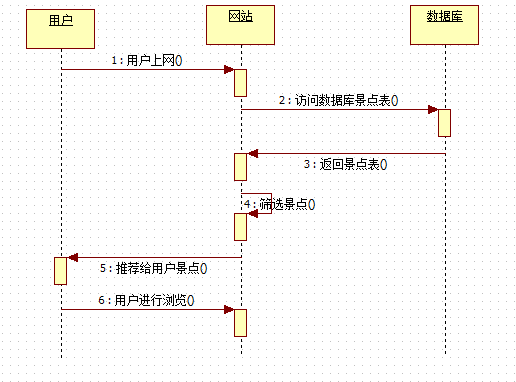 用户
网站
数据库
1 : 用户上网()
2 : 访问数据库景点表()
3 : 返回景点表()
4 : 筛选景点()
5 : 推荐给用户景点()
6 : 用户进行浏览()